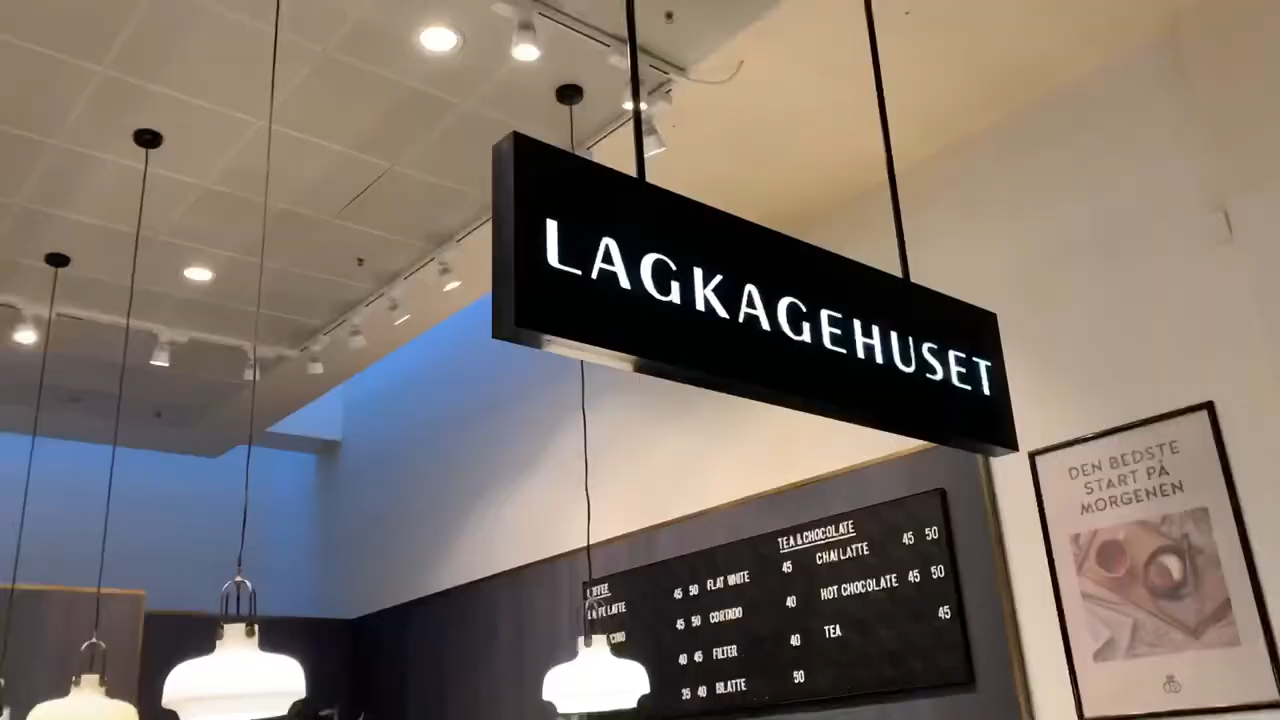 LAGKAGEHUSET
DEN BEDSTE
START PÅ
MORGENEN
45 50
45 50
40 45
35 40
FLAT WHITE 45
CORTADO 40
FILTER 40
ISLATTE 50
TEA & CHOCOLATE
CHAI LATTE 45 50
HOT CHOCOLATE 45 50
TEA 45